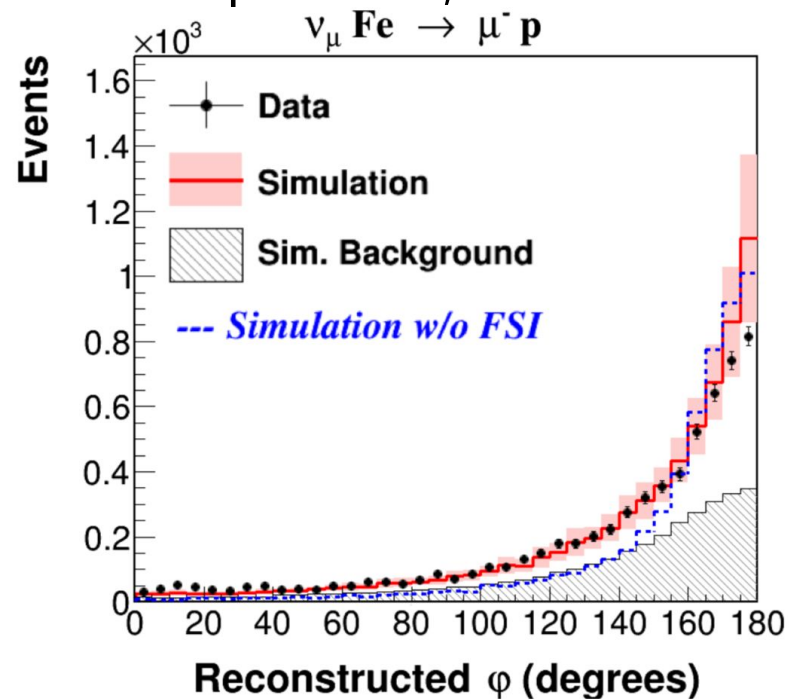 ν_μ Fe → μ⁻ p
×10³
Events
1.6
1.4
1.2
1
0.8
0.6
0.4
0.2
0
Data
Simulation
Sim. Background
--- Simulation w/o FSI
0 20 40 60 80 100 120 140 160 180
Reconstructed φ (degrees)